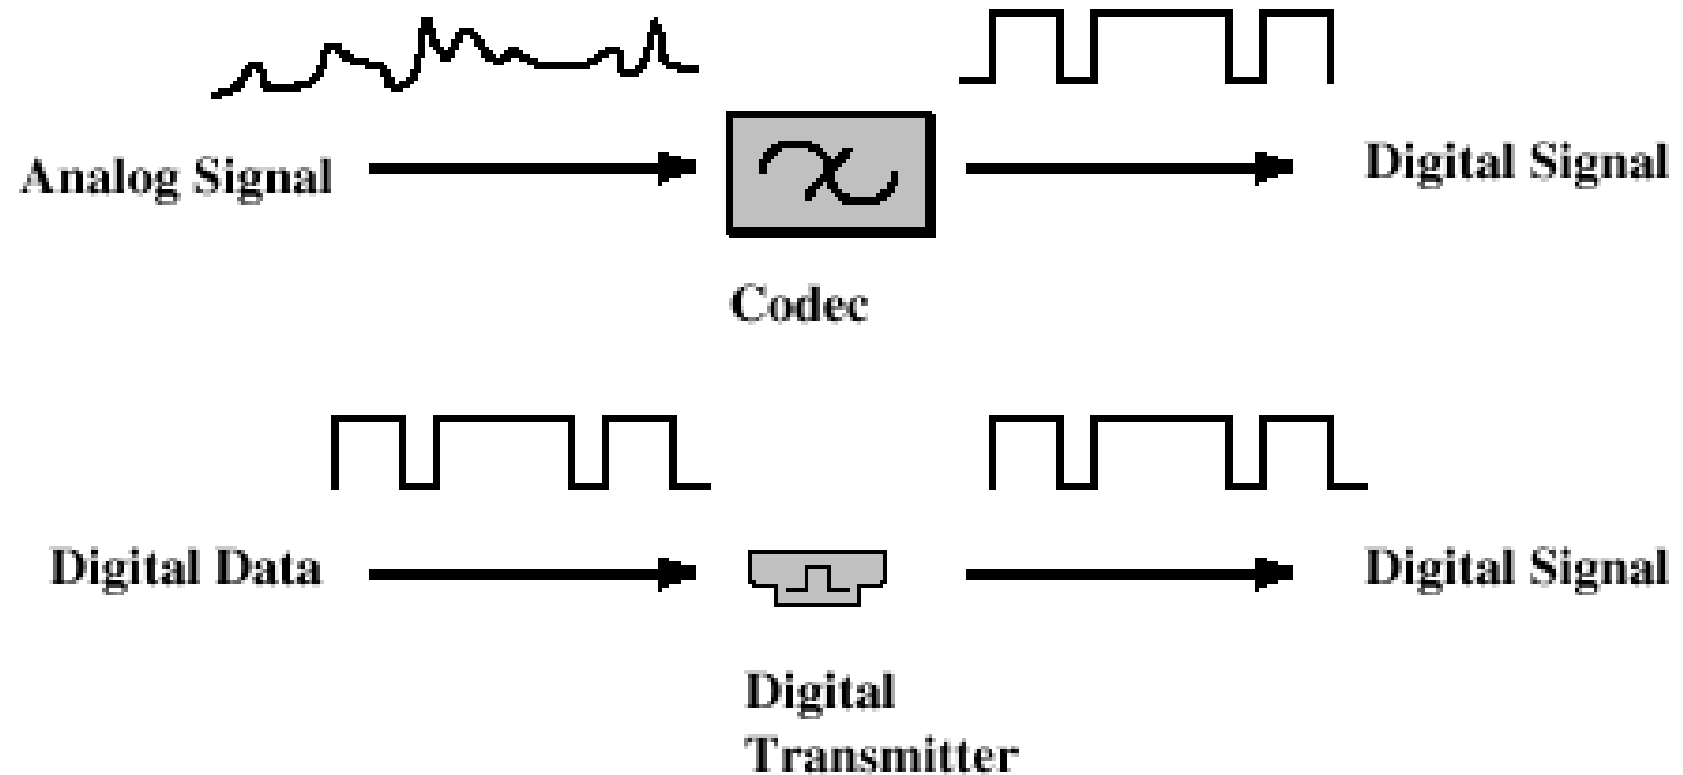 Analog Signal
Digital Signal
Codec
Digital Data
Digital Signal
Digital
Transmitter